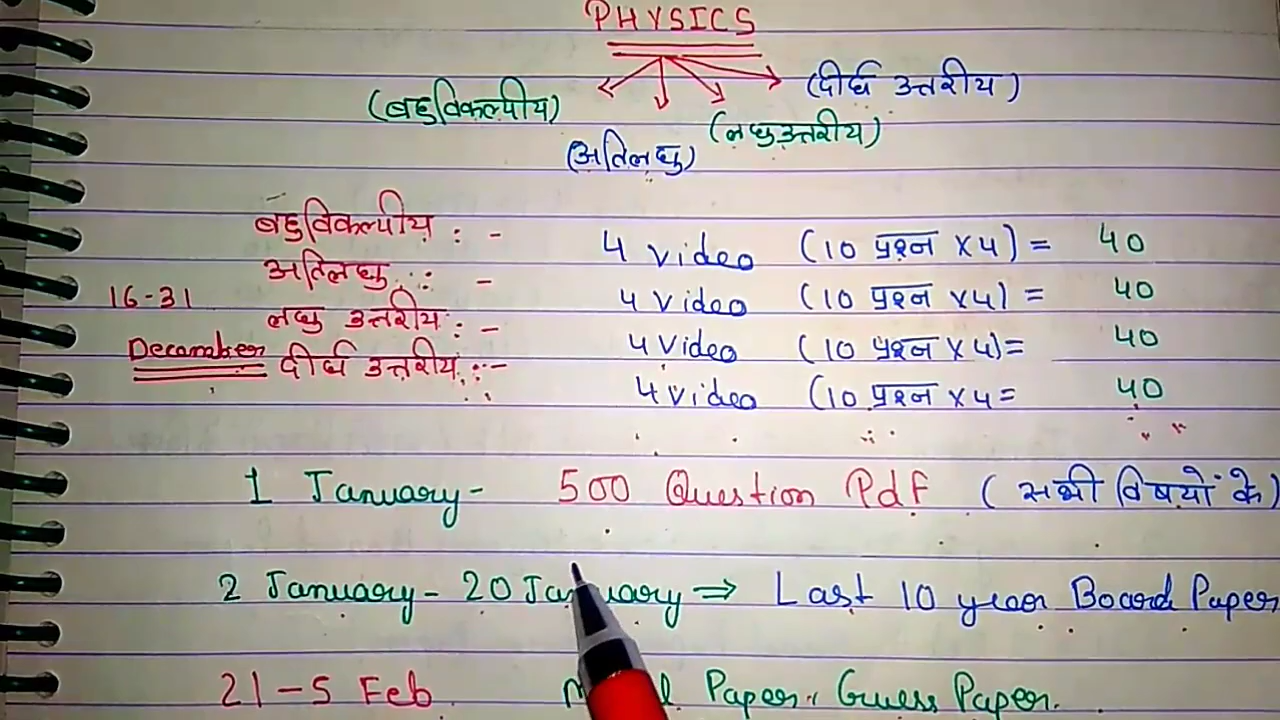 PHYSICS
(बहुविकल्पीय) (अतिलघु) (लघुउत्तरीय) (दीर्घ उत्तरीय)
बहुविकल्पीय : - 4 video (10 प्रश्न x4) = 40
अतिलघु : - 4 video (10 प्रश्न x4) = 40
16-31 लघु उत्तरीय : - 4 video (10 प्रश्न x4)= 40
December दीर्घ उत्तरीय : - 4 video (10 प्रश्न x4= 40
1 January- 500 Question Pdf (सभी विषयों के)
2 January- 20 January ⇒ Last 10 year Board Paper
21-5 Feb Paper, Guess Paper.